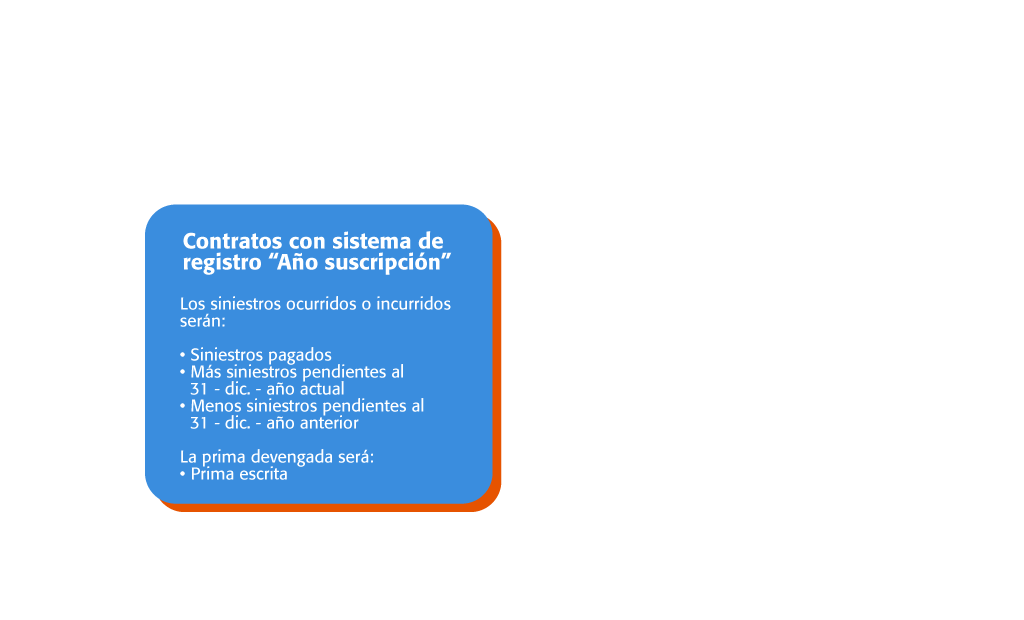 Contratos con sistema de
registro “Año suscripción”
Los siniestros ocurridos o incurridos
serán:
• Siniestros pagados
• Más siniestros pendientes al
31 - dic. - año actual
• Menos siniestros pendientes al
31 - dic. - año anterior
La prima devengada será:
• Prima escrita